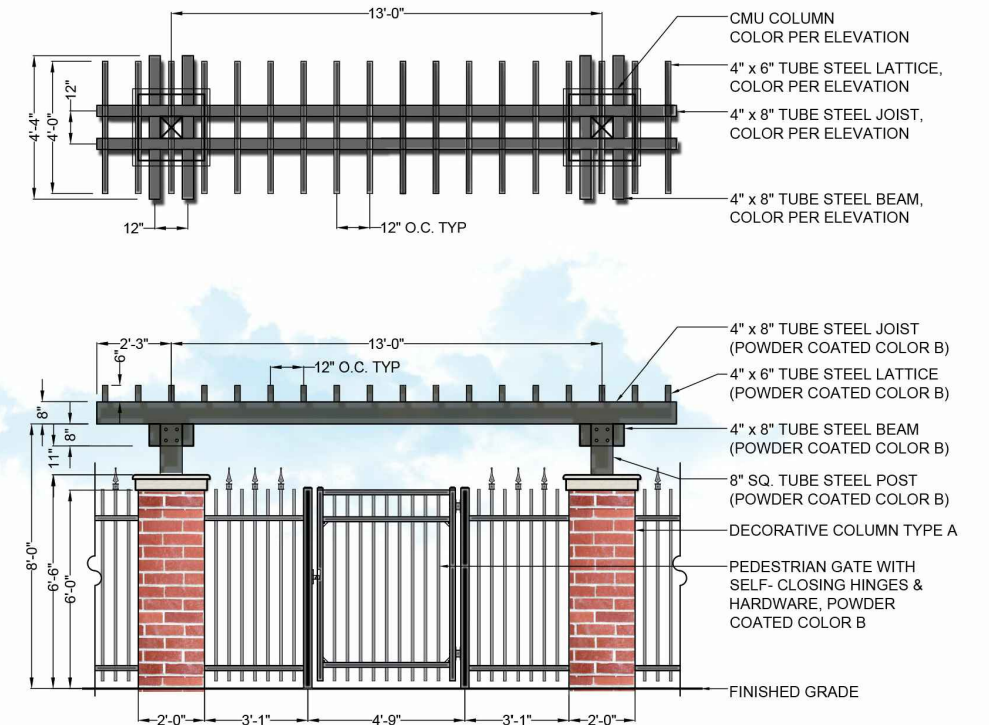 13'-0"
CMU COLUMN
COLOR PER ELEVATION
4" x 6" TUBE STEEL LATTICE,
COLOR PER ELEVATION
4" x 8" TUBE STEEL JOIST,
COLOR PER ELEVATION
4" x 8" TUBE STEEL BEAM,
COLOR PER ELEVATION
4'-4"
4'-0"
12"
12"
12" O.C. TYP
2'-3"
13'-0"
6"
12" O.C. TYP
8"
8"
11"
8'-0"
6'-6"
6'-0"
4" x 8" TUBE STEEL JOIST
(POWDER COATED COLOR B)
4" x 6" TUBE STEEL LATTICE
(POWDER COATED COLOR B)
4" x 8" TUBE STEEL BEAM
(POWDER COATED COLOR B)
8" SQ. TUBE STEEL POST
(POWDER COATED COLOR B)
DECORATIVE COLUMN TYPE A
PEDESTRIAN GATE WITH
SELF- CLOSING HINGES &
HARDWARE, POWDER
COATED COLOR B
FINISHED GRADE
2'-0"
3'-1"
4'-9"
3'-1"
2'-0"